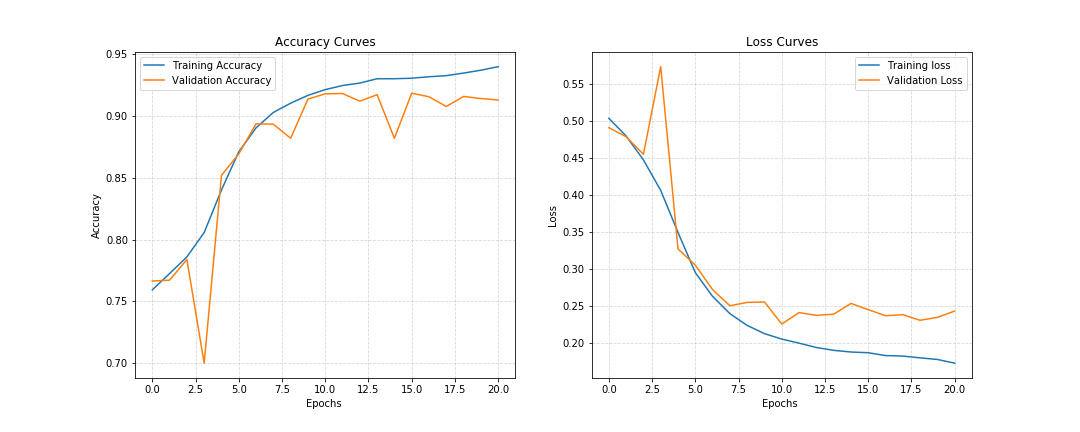 Accuracy Curves
Training Accuracy
Validation Accuracy
0.95
0.90
0.85
0.80
0.75
0.70
Accuracy
0.0 2.5 5.0 7.5 10.0 12.5 15.0 17.5 20.0
Epochs
Loss Curves
Training loss
Validation Loss
0.55
0.50
0.45
0.40
0.35
0.30
0.25
0.20
Loss
0.0 2.5 5.0 7.5 10.0 12.5 15.0 17.5 20.0
Epochs